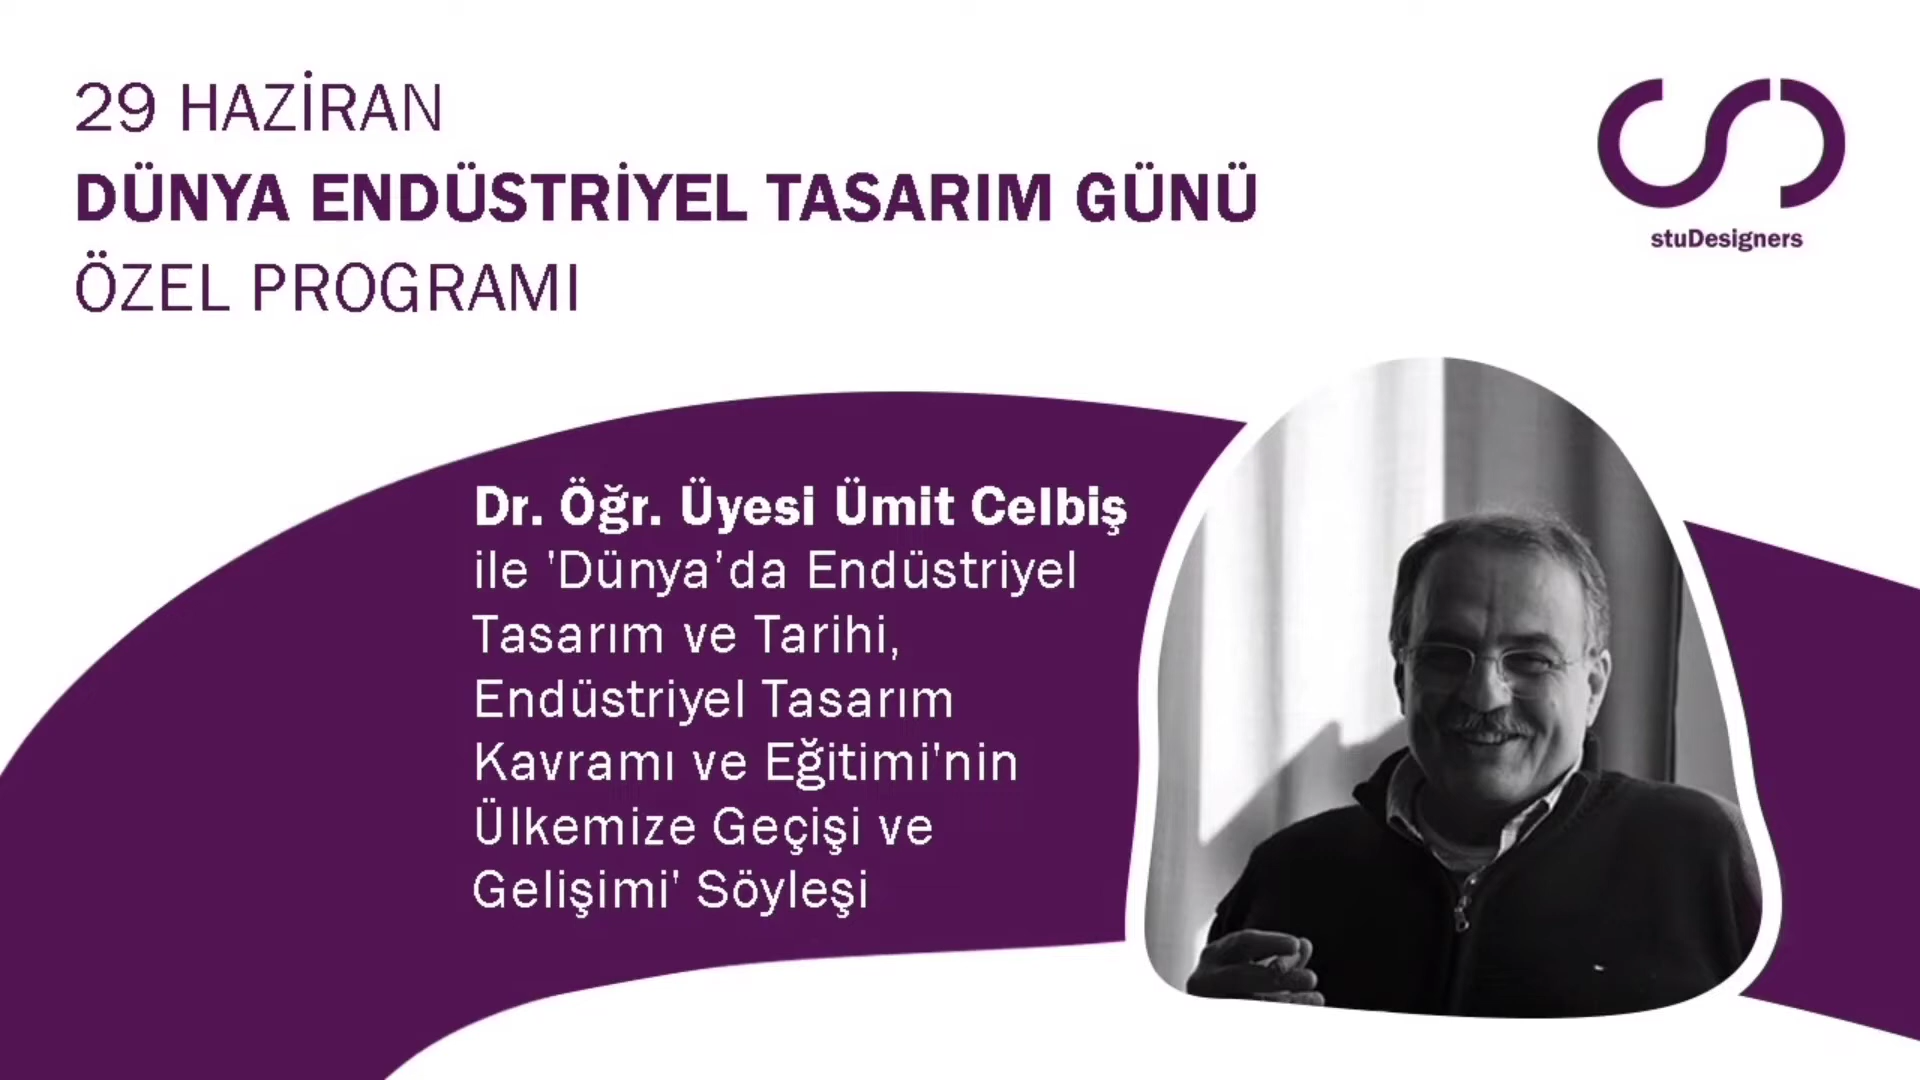 29 HAZİRAN
DÜNYA ENDÜSTRİYEL TASARIM GÜNÜ
ÖZEL PROGRAMI
stuDesigners
Dr. Öğr. Üyesi Ümit Celbiş
ile 'Dünya’da Endüstriyel
Tasarım ve Tarihi,
Endüstriyel Tasarım
Kavramı ve Eğitimi'nin
Ülkemize Geçişi ve
Gelişimi' Söyleşi